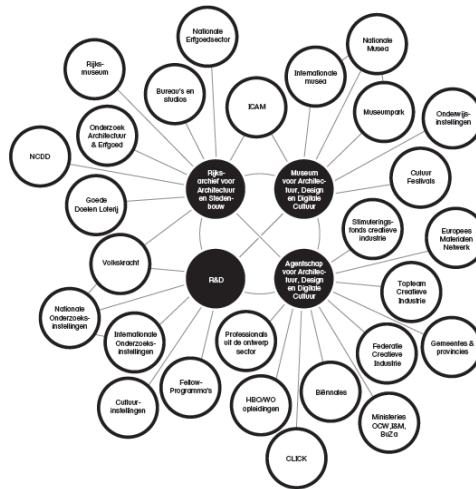 Nationale
Erfgoedsector
Nationale
Musea
Rijks-
museum
Internationale
musea
Bureau's en
studios
ICAM
Museumpark
Onderwijs-
instellingen
Onderzoek
Architectuur
& Erfgoed
NCDD
Rijks-
archief voor
Architectuur
en Steden-
bouw
Museum
voor Architec-
tuur, Design
en Digitale
Cultuur
Cutuur
Festivals
Goede
Doelen Loterij
Stimuterings-
fonds creatieve
industrie
Europees
Materialen
Netwerk
Volkskracht
R&D
Agentschap
voor Architec-
tuur, Design
en Digitale
Cultuur
Topteam
Creatieve
Industrie
Nationale
Onderzoeks-
instellingen
Internationale
Onderzoeks-
instellingen
Professionals
uit de ontwerp
sector
Federatie
Creatieve
Industrie
Gemeentes &
provincies
Cultuur-
instellingen
Fellow-
Programma's
HBO/WO
opleidingen
Biënnales
Ministeries
OCW,I&M,
BuZa
CLICK